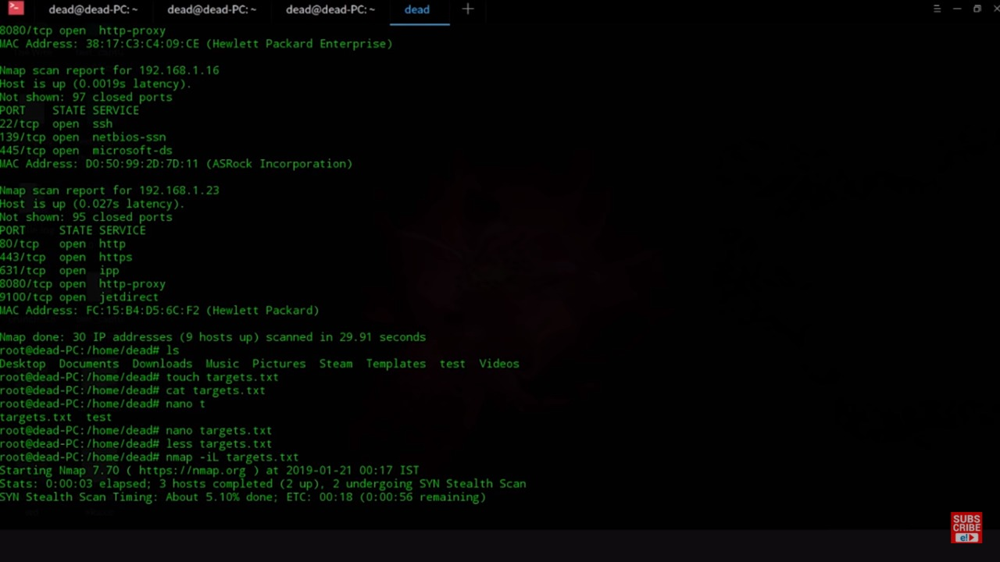 dead@dead-PC: ~ dead@dead-PC: ~ dead@dead-PC: ~ dead
8080/tcp open  http-proxy
MAC Address: 38:17:C3:C4:09:CE (Hewlett Packard Enterprise)
Nmap scan report for 192.168.1.16
Host is up (0.0019s latency).
Not shown: 97 closed ports
PORT    STATE SERVICE
22/tcp  open  ssh
139/tcp open  netbios-ssn
445/tcp open  microsoft-ds
MAC Address: D0:50:99:2D:7D:11 (ASRock Incorporation)
Nmap scan report for 192.168.1.23
Host is up (0.027s latency).
Not shown: 95 closed ports
PORT     STATE SERVICE
80/tcp   open  http
443/tcp  open  https
631/tcp  open  ipp
8080/tcp open  http-proxy
9100/tcp open  jetdirect
MAC Address: FC:15:B4:D5:6C:F2 (Hewlett Packard)
Nmap done: 30 IP addresses (9 hosts up) scanned in 29.91 seconds
root@dead-PC:/home/dead# ls
Desktop  Documents  Downloads  Music  Pictures  Steam  Templates  test  Videos
root@dead-PC:/home/dead# touch targets.txt
root@dead-PC:/home/dead# cat targets.txt
root@dead-PC:/home/dead# nano t
targets.txt  test
root@dead-PC:/home/dead# nano targets.txt
root@dead-PC:/home/dead# less targets.txt
root@dead-PC:/home/dead# nmap -iL targets.txt
Starting Nmap 7.70 ( https://nmap.org ) at 2019-01-21 00:17 IST
Stats: 0:00:03 elapsed; 3 hosts completed (2 up), 2 undergoing SYN Stealth Scan
SYN Stealth Scan Timing: About 5.10% done; ETC: 00:18 (0:00:56 remaining)
SUBS
CRIBE
e!